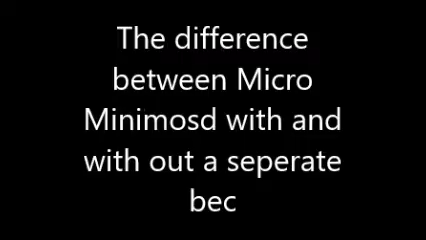 The difference
between Micro
Minimosd with and
with out a seperate
bec